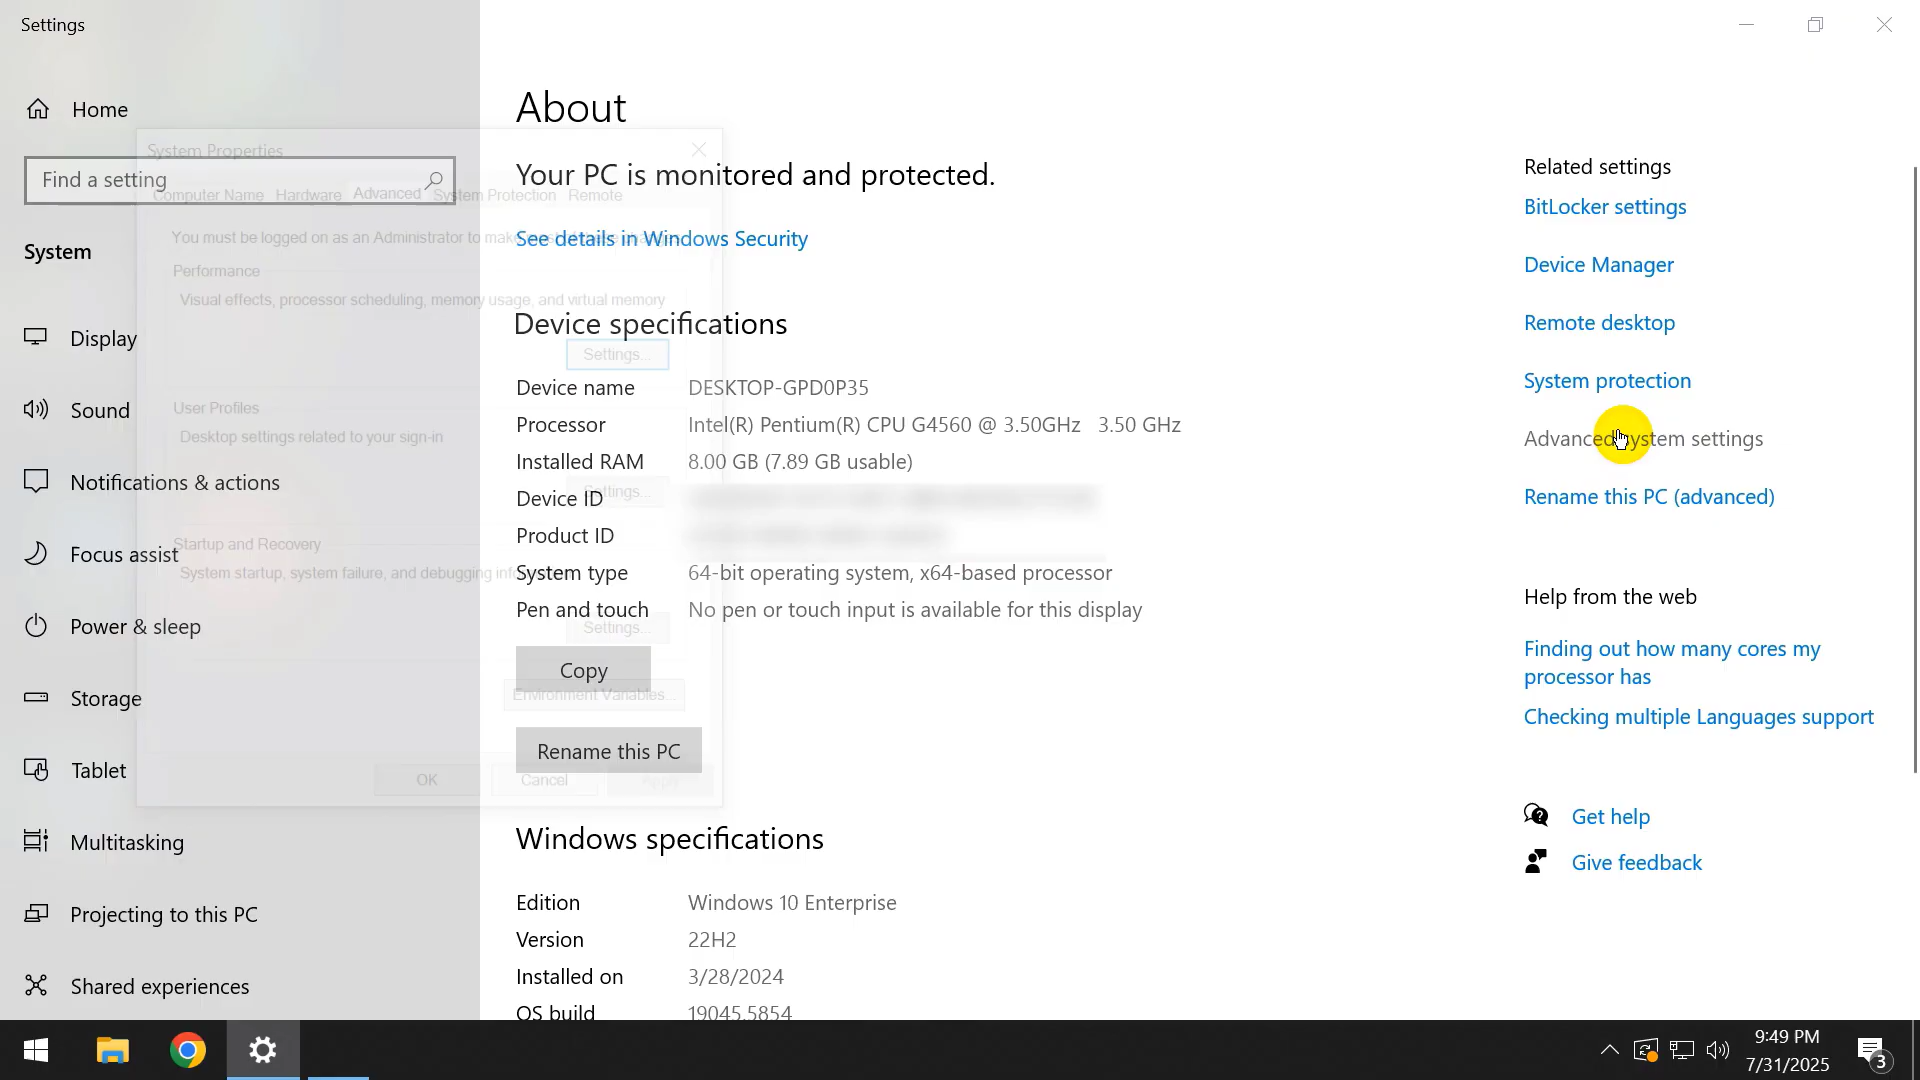 Settings
Home
Find a setting
System
Display
Sound
Notifications & actions
Focus assist
Power & sleep
Storage
Tablet
Multitasking
Projecting to this PC
Shared experiences
System Properties
Computer Name Hardware Advanced System Protection Remote
You must be logged on as an Administrator to make
Performance
Visual effects, processor scheduling, memory usage, and virtual memory
Settings...
User Profiles
Desktop settings related to your sign-in
Settings...
Startup and Recovery
System startup, system failure, and debugging
Settings...
Environment Variables...
OK Cancel Apply
About
Your PC is monitored and protected.
See details in Windows Security
Device specifications
Device name DESKTOP-GPD0P35
Processor Intel(R) Pentium(R) CPU G4560 @ 3.50GHz 3.50 GHz
Installed RAM 8.00 GB (7.89 GB usable)
Device ID
Product ID
System type 64-bit operating system, x64-based processor
Pen and touch No pen or touch input is available for this display
Copy
Rename this PC
Windows specifications
Edition Windows 10 Enterprise
Version 22H2
Installed on 3/28/2024
OS build 19045.5854
Related settings
BitLocker settings
Device Manager
Remote desktop
System protection
Advanced system settings
Rename this PC (advanced)
Help from the web
Finding out how many cores my
processor has
Checking multiple Languages support
Get help
Give feedback
9:49 PM
7/31/2025
3